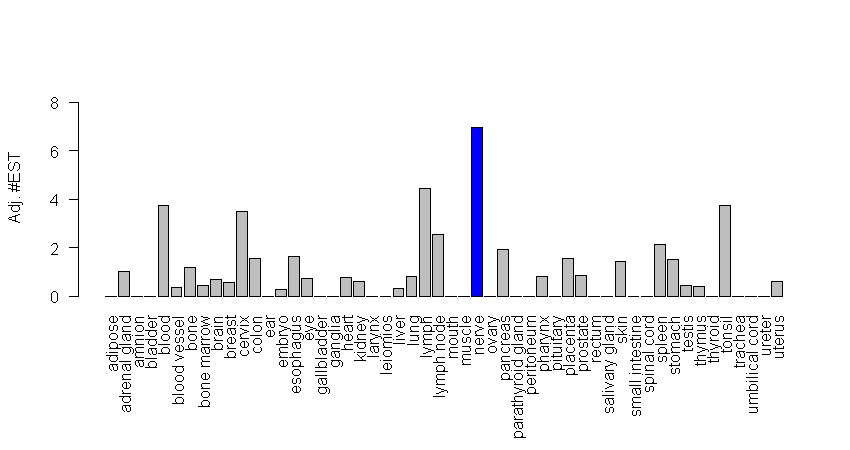 Adj. #EST
8
6
4
2
0
adipose
adrenal gland
amnion
bladder
blood
blood vessel
bone
bone marrow
brain
breast
cervix
colon
ear
embryo
esophagus
eye
gallbladder
ganglia
heart
kidney
larynx
leiomios
liver
lung
lymph
lymph node
mouth
muscle
nerve
ovary
pancreas
parathyroid gland
peritoneum
pharynx
pituitary
placenta
prostate
rectum
salivary gland
skin
small intestine
spinal cord
spleen
stomach
testis
thymus
thyroid
tonsil
trachea
umbilical cord
ureter
uterus